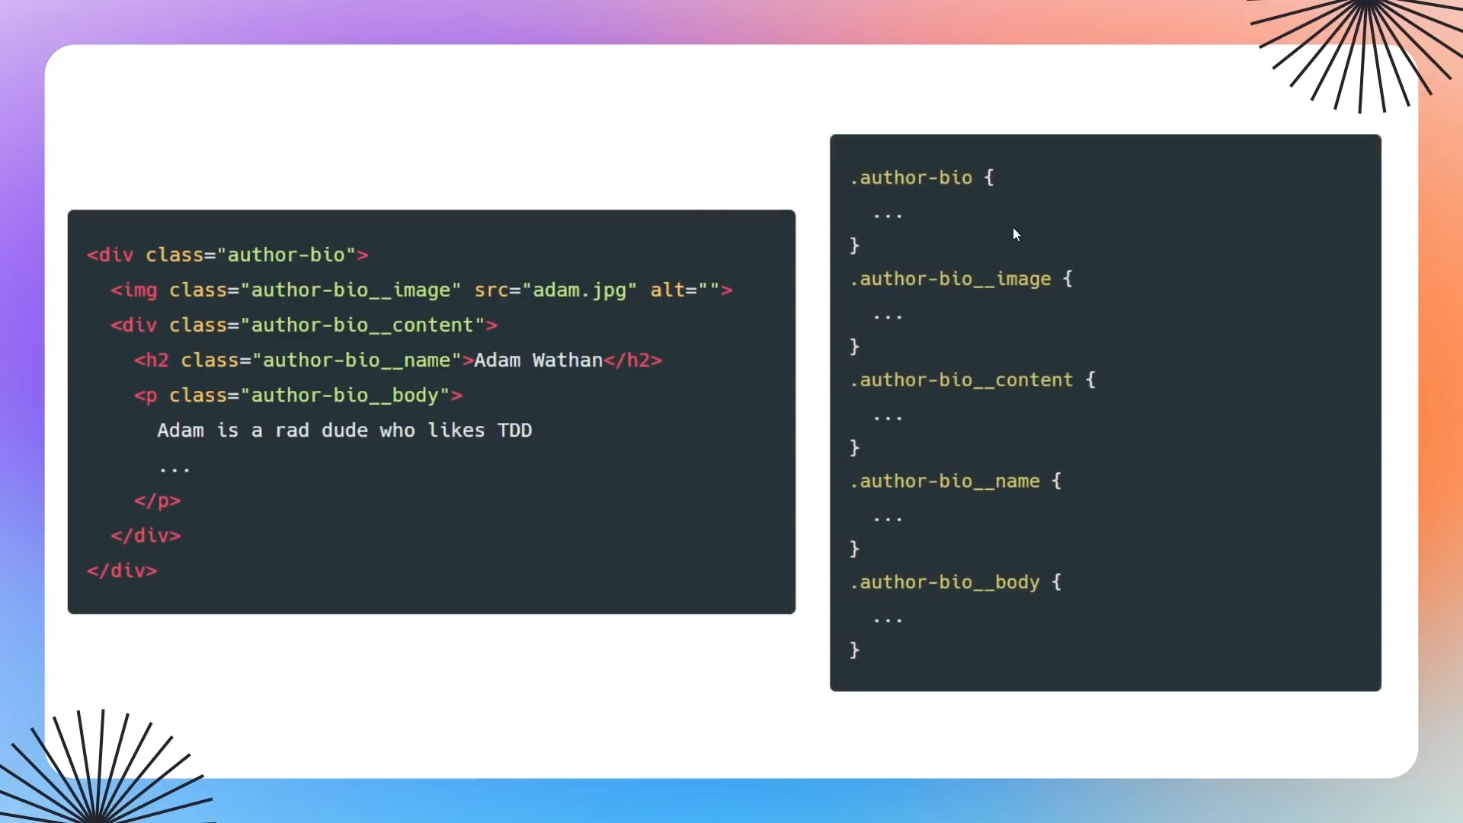 <div class="author-bio">
<img class="author-bio__image" src="adam.jpg" alt="">
<div class="author-bio__content">
<h2 class="author-bio__name">Adam Wathan</h2>
<p class="author-bio__body">
Adam is a rad dude who likes TDD
...
</p>
</div>
</div>
.author-bio {
...
}
.author-bio__image {
...
}
.author-bio__content {
...
}
.author-bio__name {
...
}
.author-bio__body {
...
}